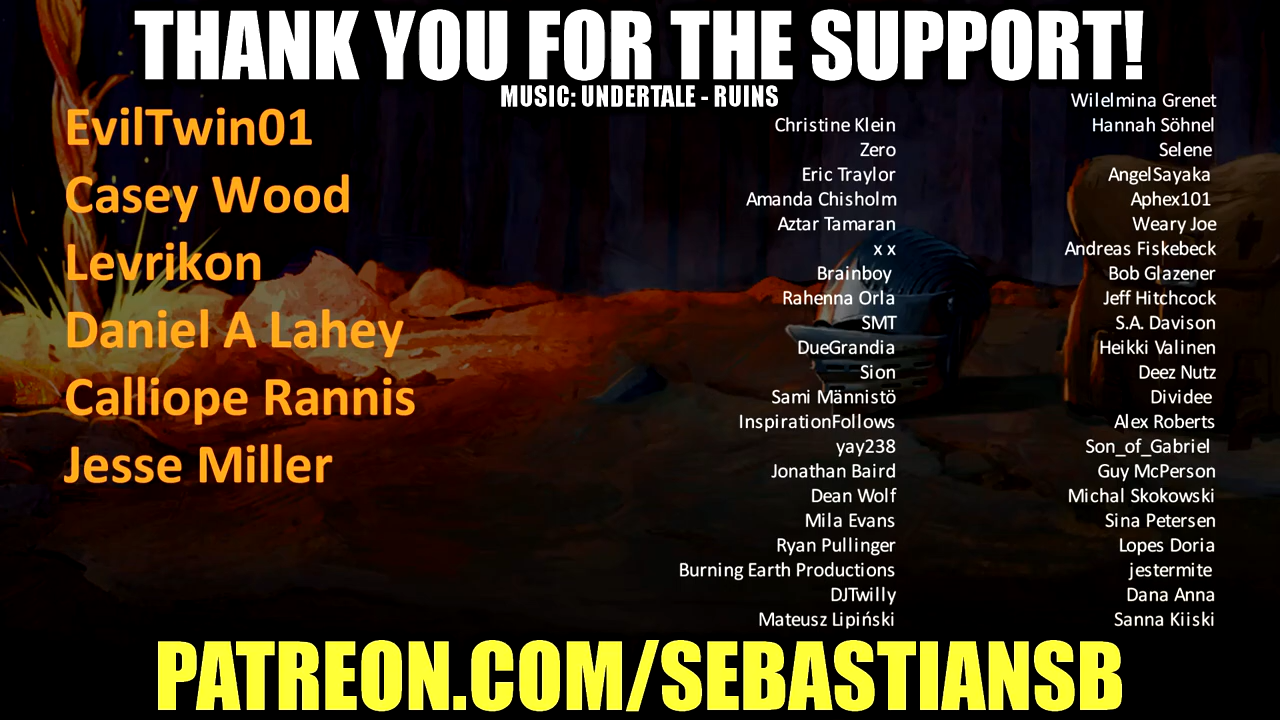 THANK YOU FOR THE SUPPORT!
MUSIC: UNDERTALE - RUINS
EvilTwin01
Casey Wood
Levrikon
Daniel A Lahey
Calliope Rannis
Jesse Miller
Christine Klein
Zero
Eric Traylor
Amanda Chisholm
Aztar Tamaran
x x
Brainboy
Rahenna Orla
SMT
DueGrandia
Sion
Sami Männistö
InspirationFollows
yay238
Jonathan Baird
Dean Wolf
Mila Evans
Ryan Pullinger
Burning Earth Productions
DJTwilly
Mateusz Lipiński
Wilelmina Grenet
Hannah Söhnel
Selene
AngelSayaka
Aphex101
Weary Joe
Andreas Fiskebeck
Bob Glazener
Jeff Hitchcock
S.A. Davison
Heikki Valinen
Deez Nutz
Dividee
Alex Roberts
Son_of_Gabriel
Guy McPerson
Michal Skokowski
Sina Petersen
Lopes Doria
jestermite
Dana Anna
Sanna Kiiski
PATREON.COM/SEBASTIANSB